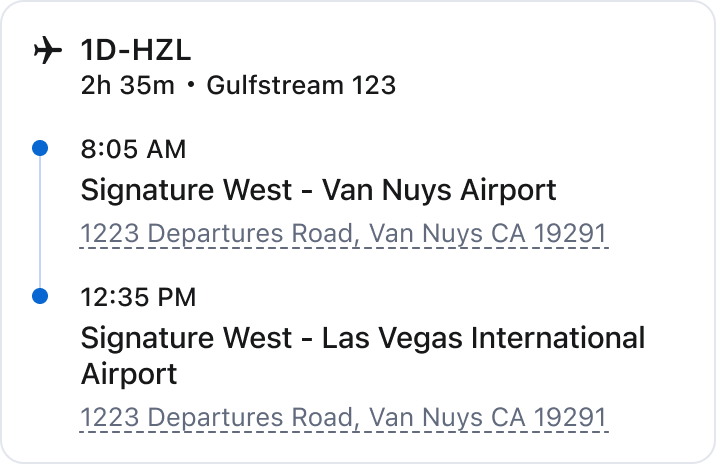 1D-HZL
2h 35m • Gulfstream 123
8:05 AM
Signature West - Van Nuys Airport
1223 Departures Road, Van Nuys CA 19291
12:35 PM
Signature West - Las Vegas International
Airport
1223 Departures Road, Van Nuys CA 19291